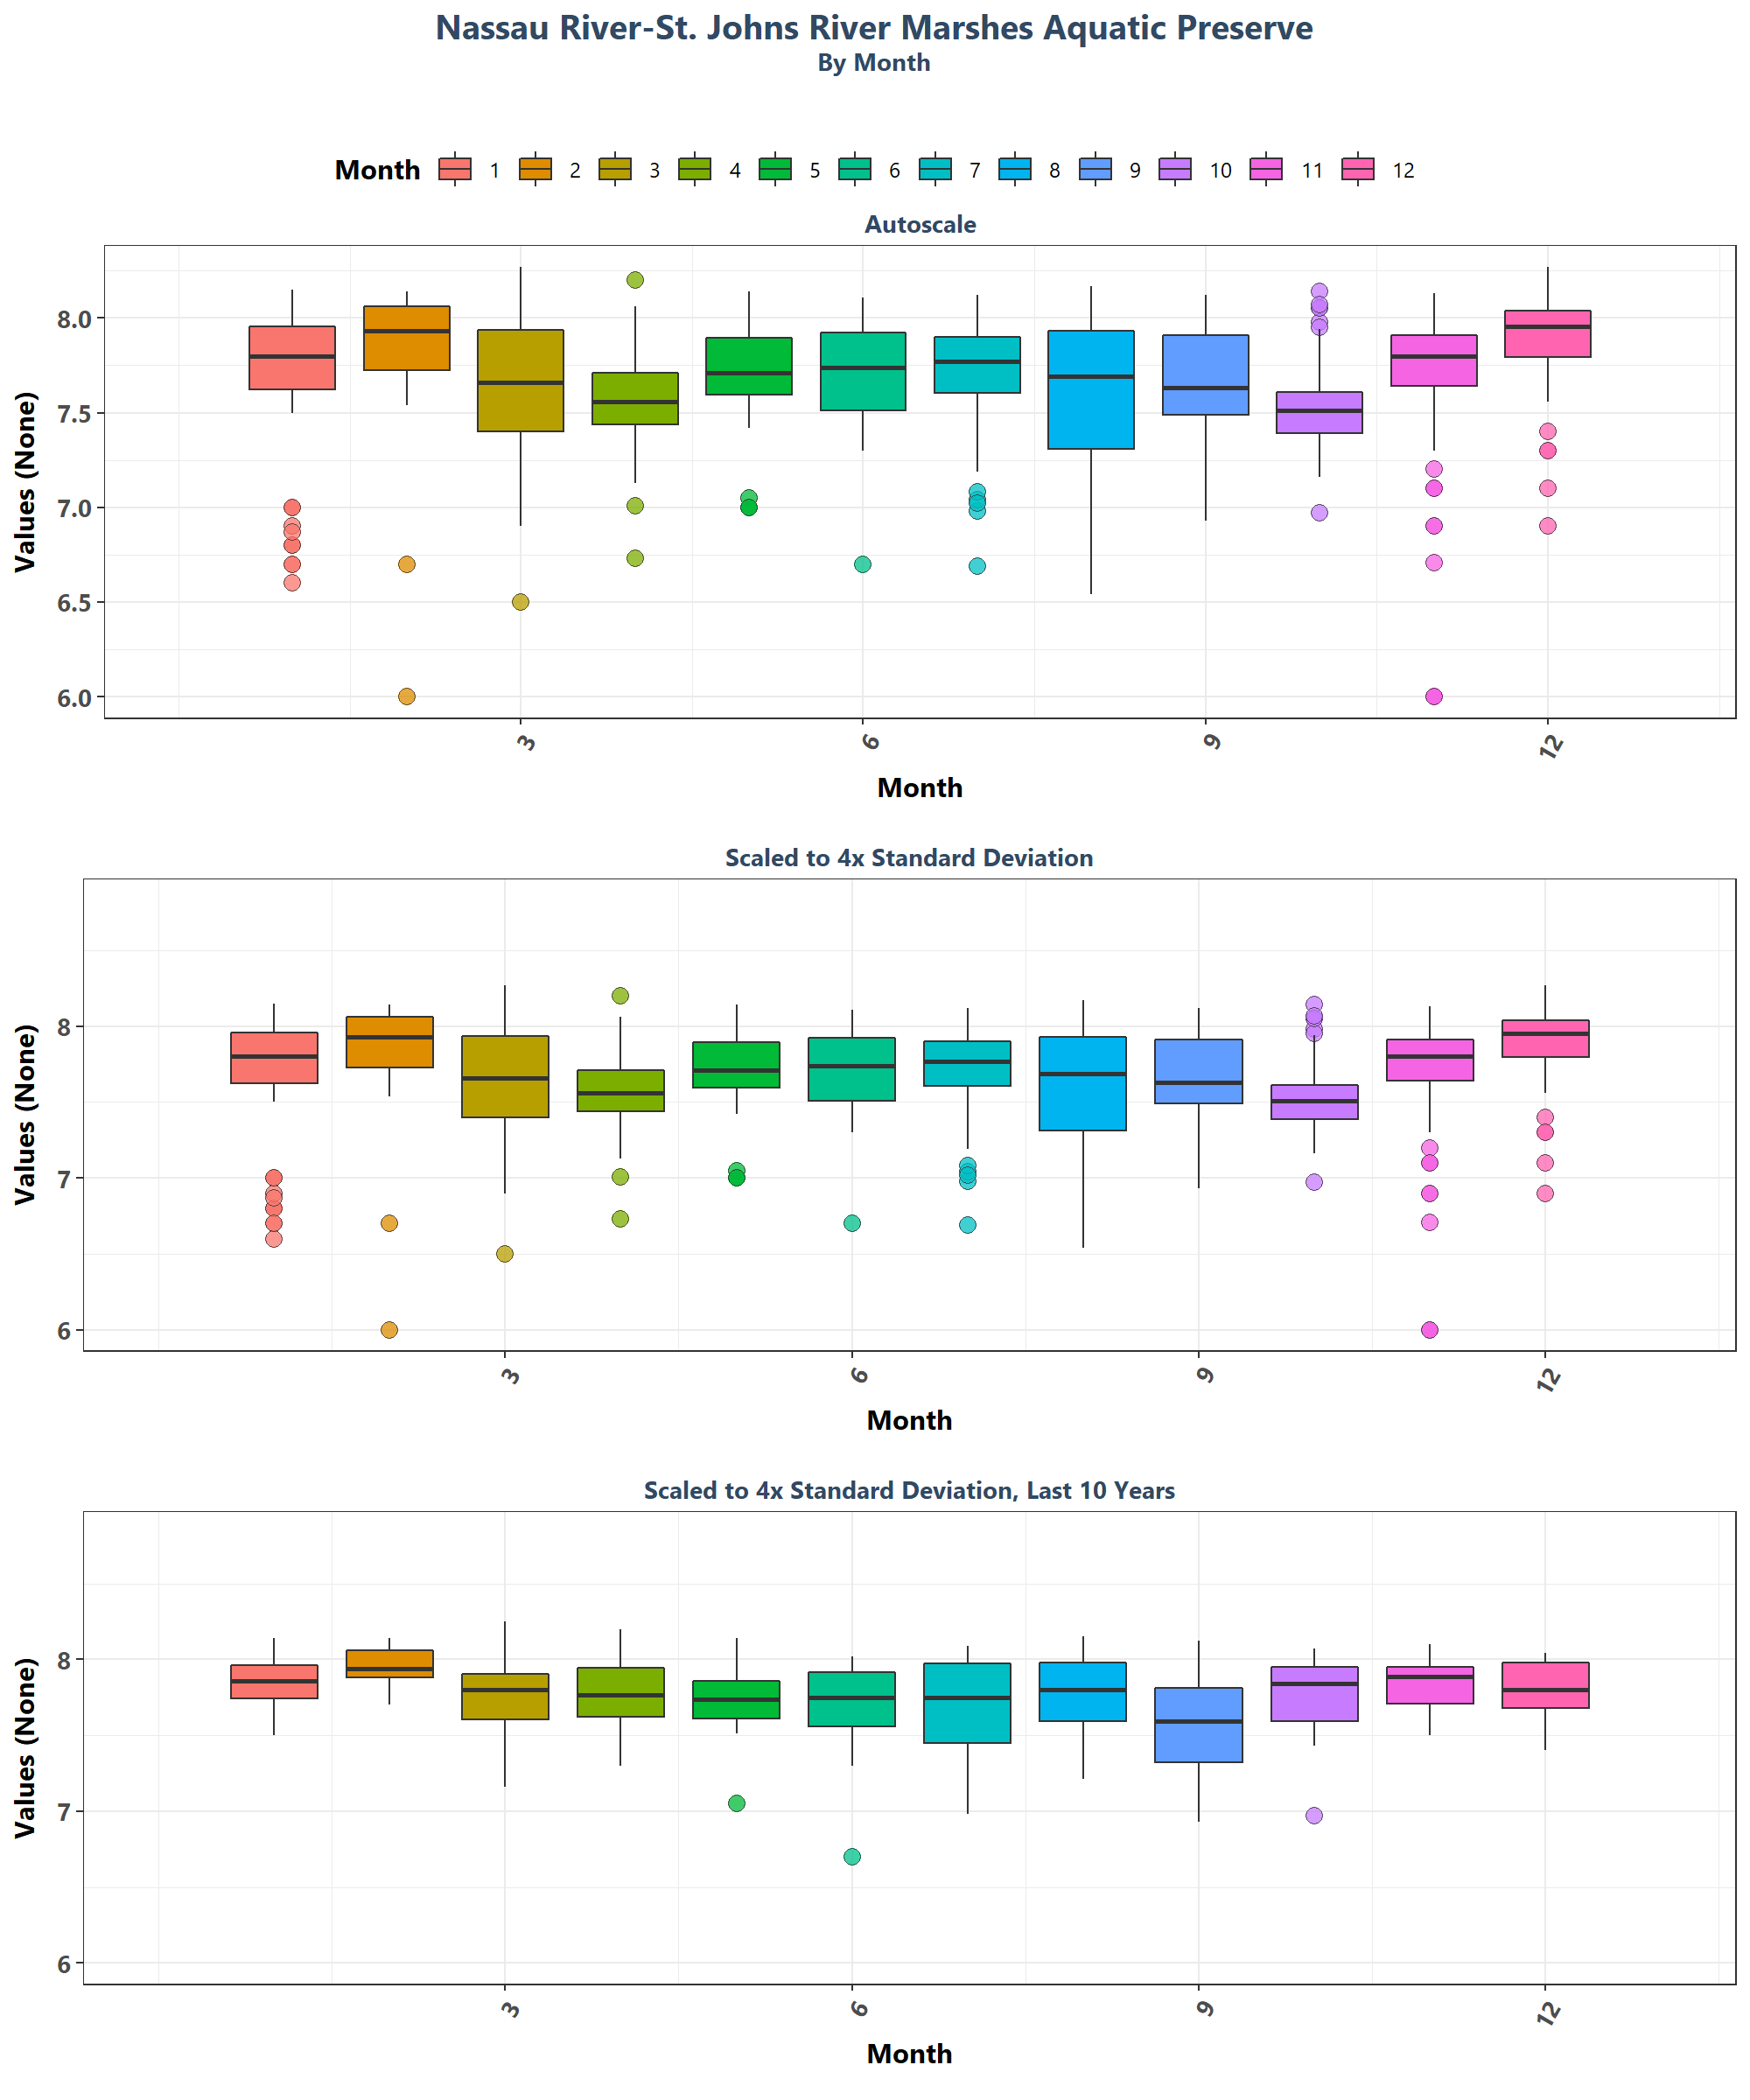 Nassau River-St. Johns River Marshes Aquatic Preserve
By Month
Month 1 2 3 4 5 6 7 8 9 10 11 12
Autoscale
Values (None)
8.0
7.5
7.0
6.5
6.0
3 6 9 12
Month
Scaled to 4x Standard Deviation
Values (None)
8
7
6
3 6 9 12
Month
Scaled to 4x Standard Deviation, Last 10 Years
Values (None)
8
7
6
3 6 9 12
Month